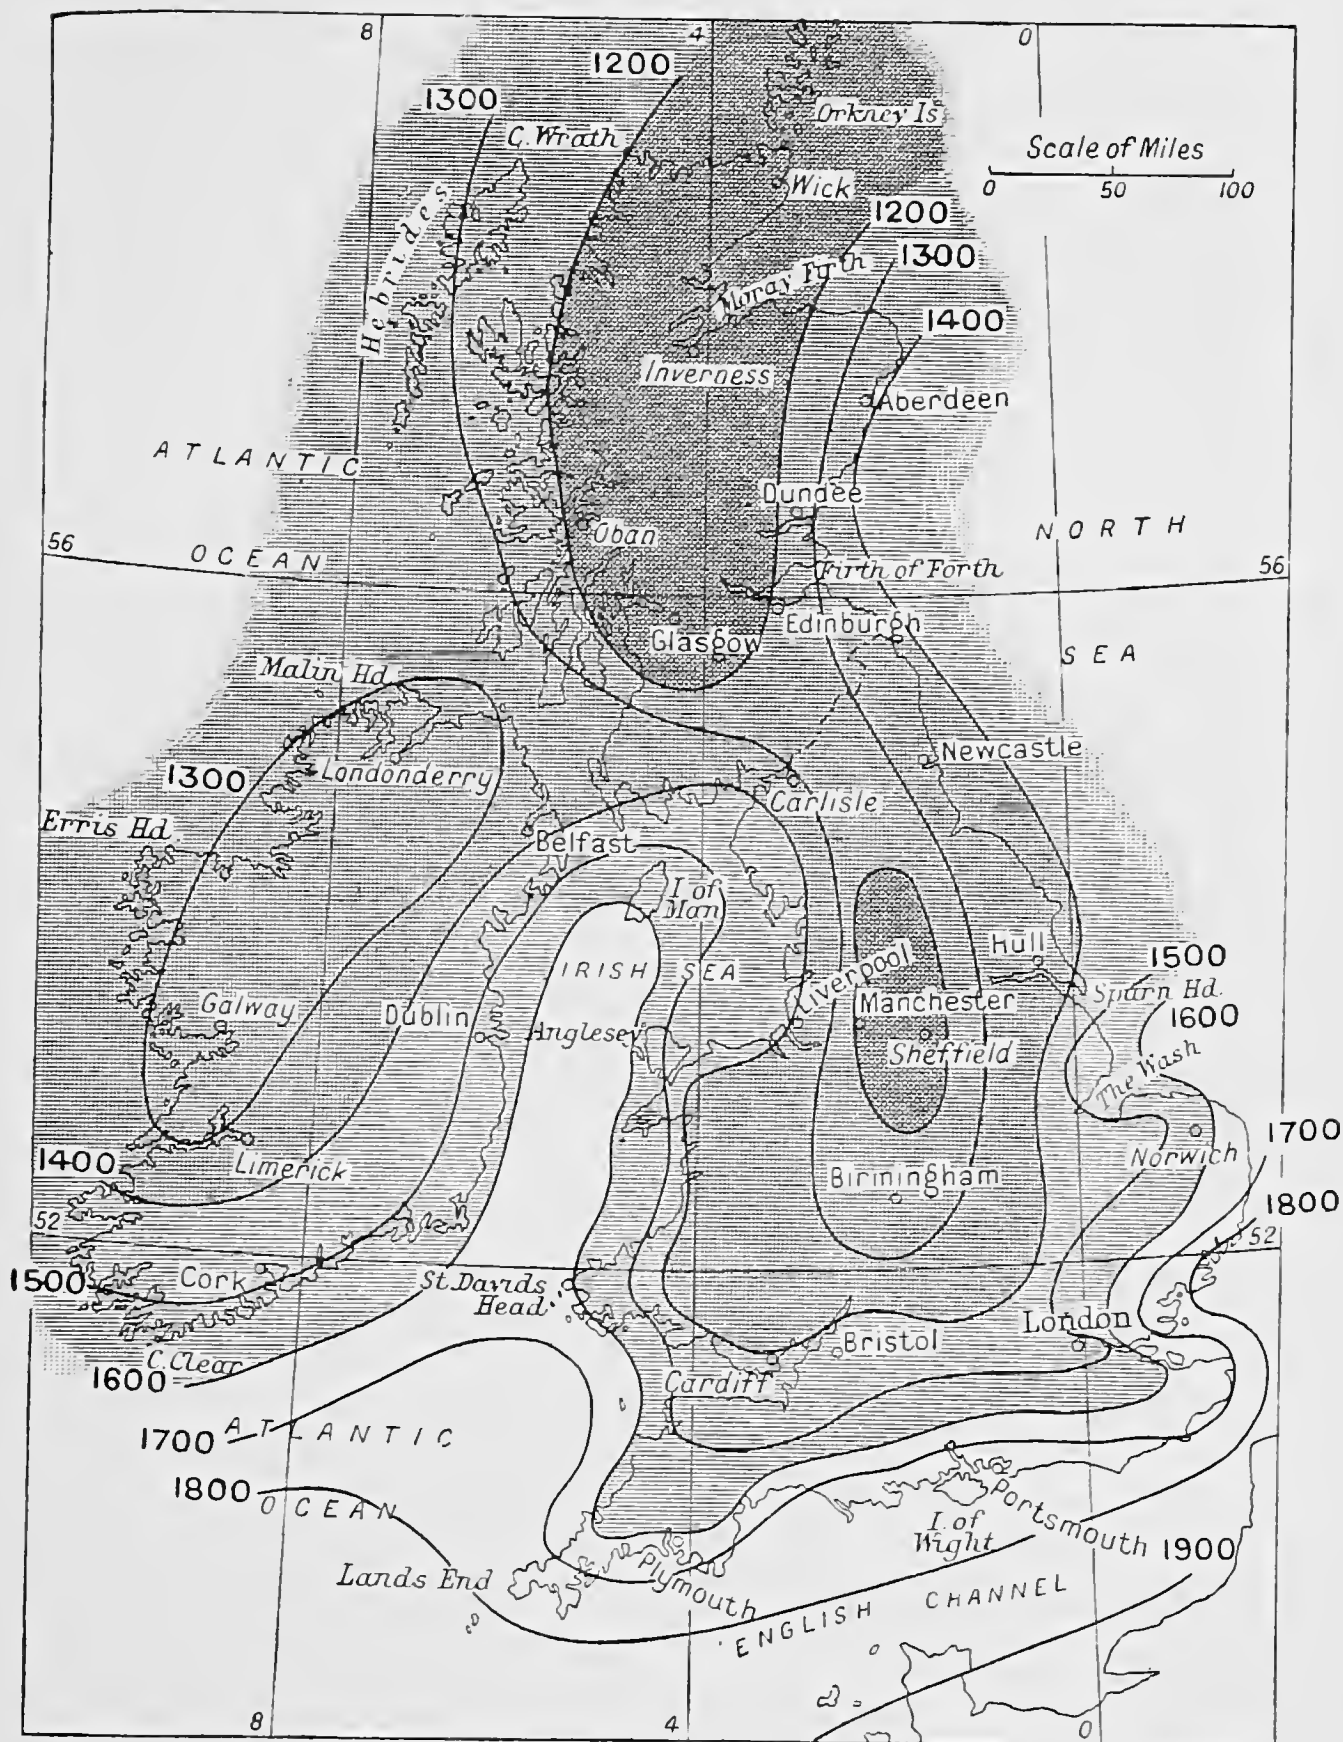 8
4
0
1200
1300
Orkney Is
C. Wrath
Scale of Miles
0 50 100
Wick
Hebrides
1200
1300
Moray Firth
1400
Inverness
Aberdeen
ATLANTIC
Dundee
NORTH
Oban
56
OCEAN
Firth of Forth
56
Edinburgh
Glasgow
SEA
Malin Hd.
Newcastle
1300
Londonderry
Carlisle
Erris Hd
Belfast
I. of
Man
Hull
1500
IRISH SEA
Liverpool
Spurn Hd.
Manchester
1600
Galway
Dublin
Anglesey
Sheffield
The Wash
1700
Norwich
1400
Limerick
Birmingham
1800
52
52
1500
Cork
St. Davids
Head
London
Bristol
C. Clear
1600
Cardiff
ATLANTIC
1700
1800
OCEAN
Portsmouth
I. of
Wight
1900
Lands End
Plymouth
ENGLISH CHANNEL
8
4
0